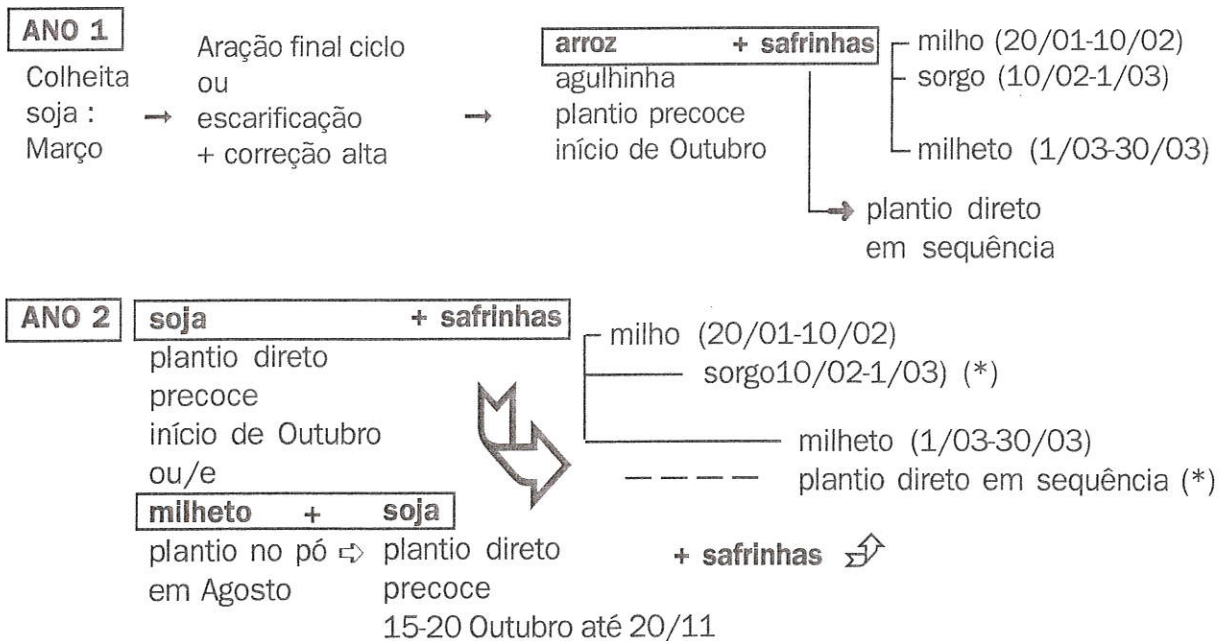 ANO 1
Colheita
soja :
Março
→
Aração final ciclo
ou
escarificação
+ correção alta
→
arroz + safrinhas
agulhinha
plantio precoce
início de Outubro
milho (20/01-10/02)
sorgo (10/02-1/03)
milheto (1/03-30/03)
plantio direto
em sequência
ANO 2
soja + safrinhas
plantio direto
precoce
início de Outubro
ou/e
milheto + soja
plantio no pó ⇨ plantio direto
em Agosto precoce
15-20 Outubro até 20/11
milho (20/01-10/02)
sorgo10/02-1/03) (*)
milheto (1/03-30/03)
— — — — plantio direto em sequência (*)
+ safrinhas